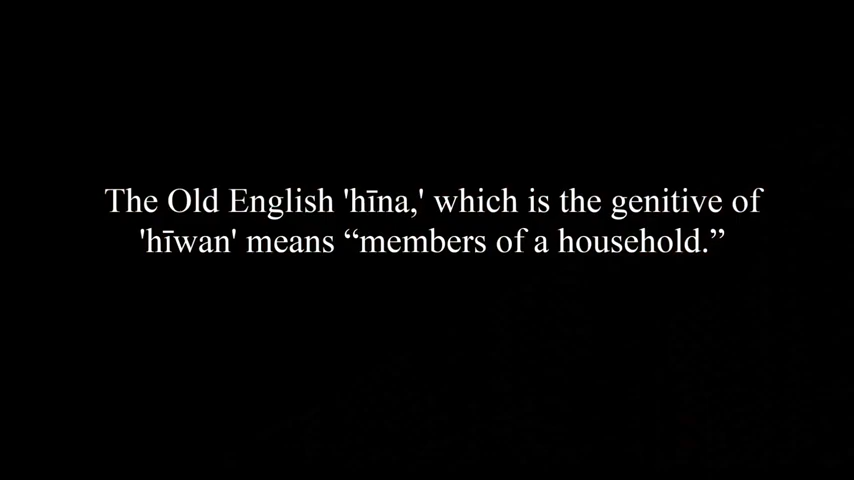 The Old English 'hīna,' which is the genitive of
'hīwan' means “members of a household.”